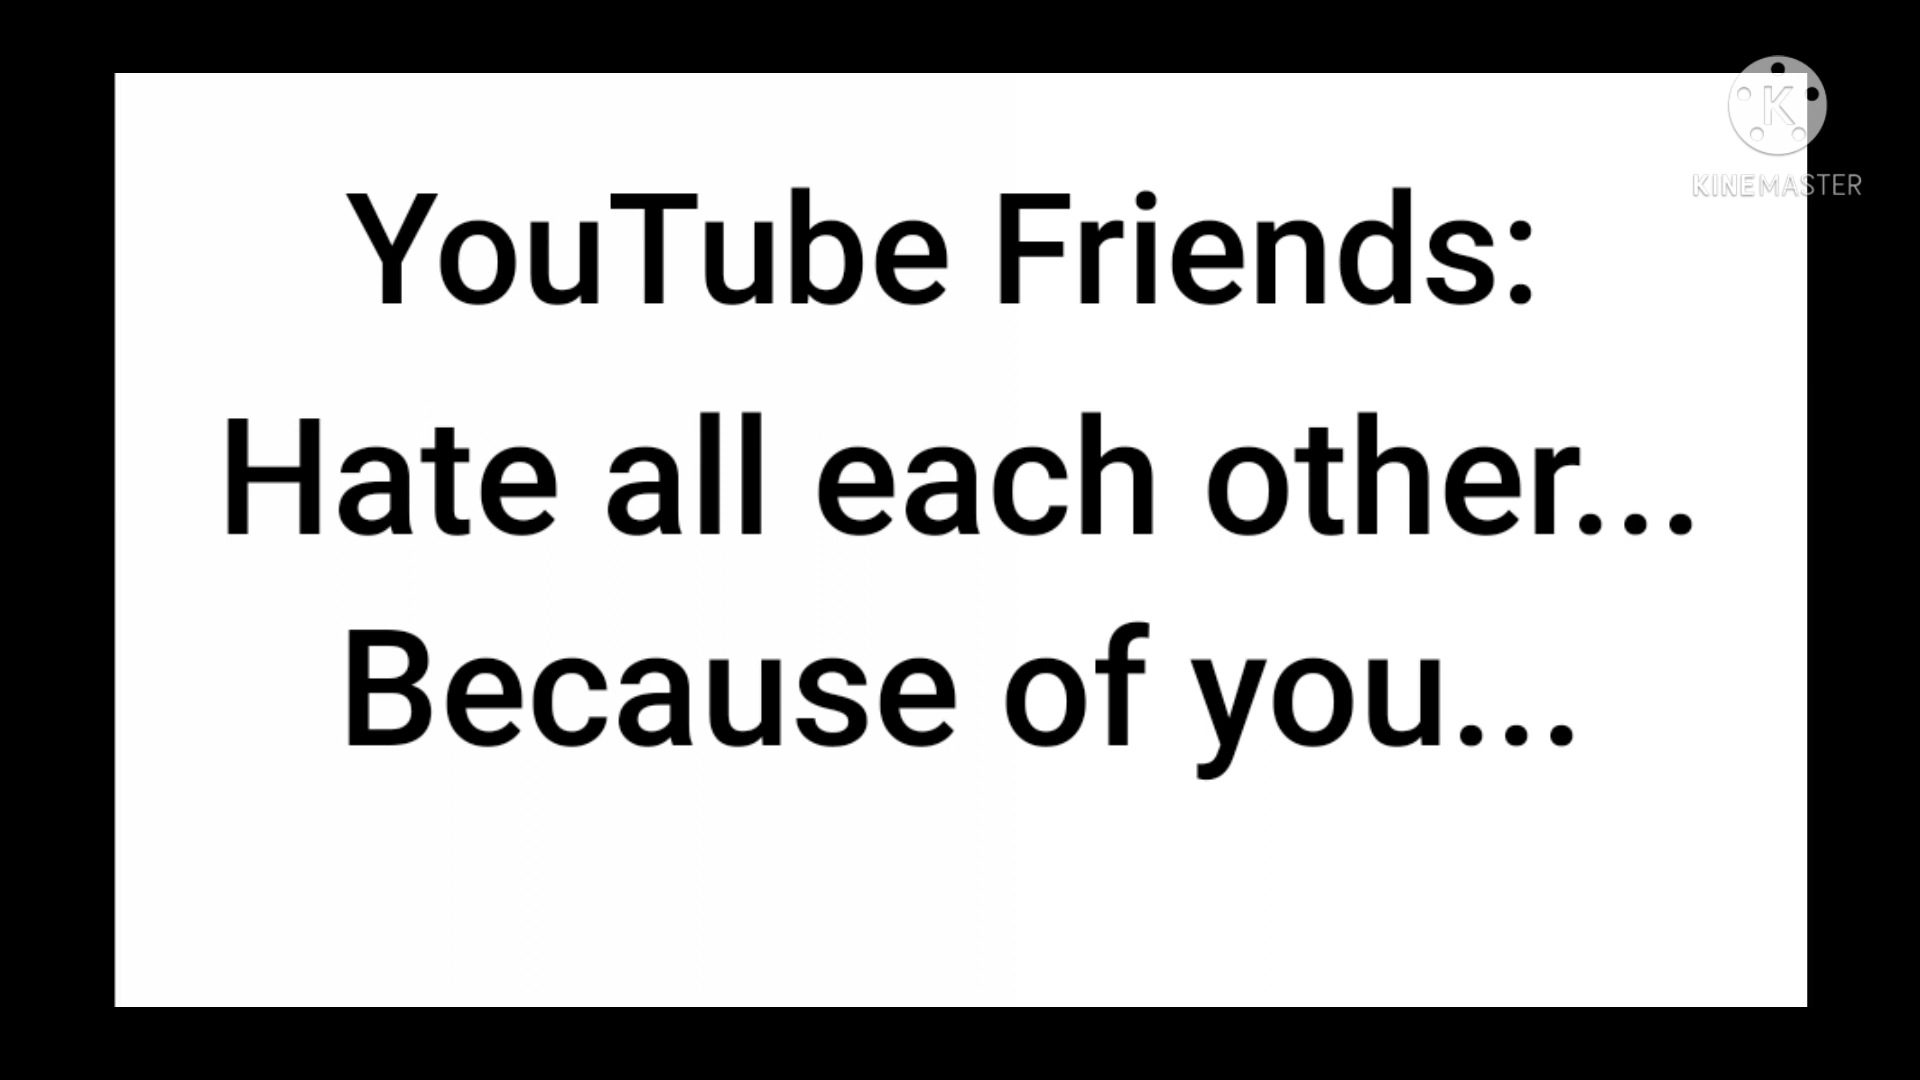 K
KINEMASTER
YouTube Friends:
Hate all each other...
Because of you...